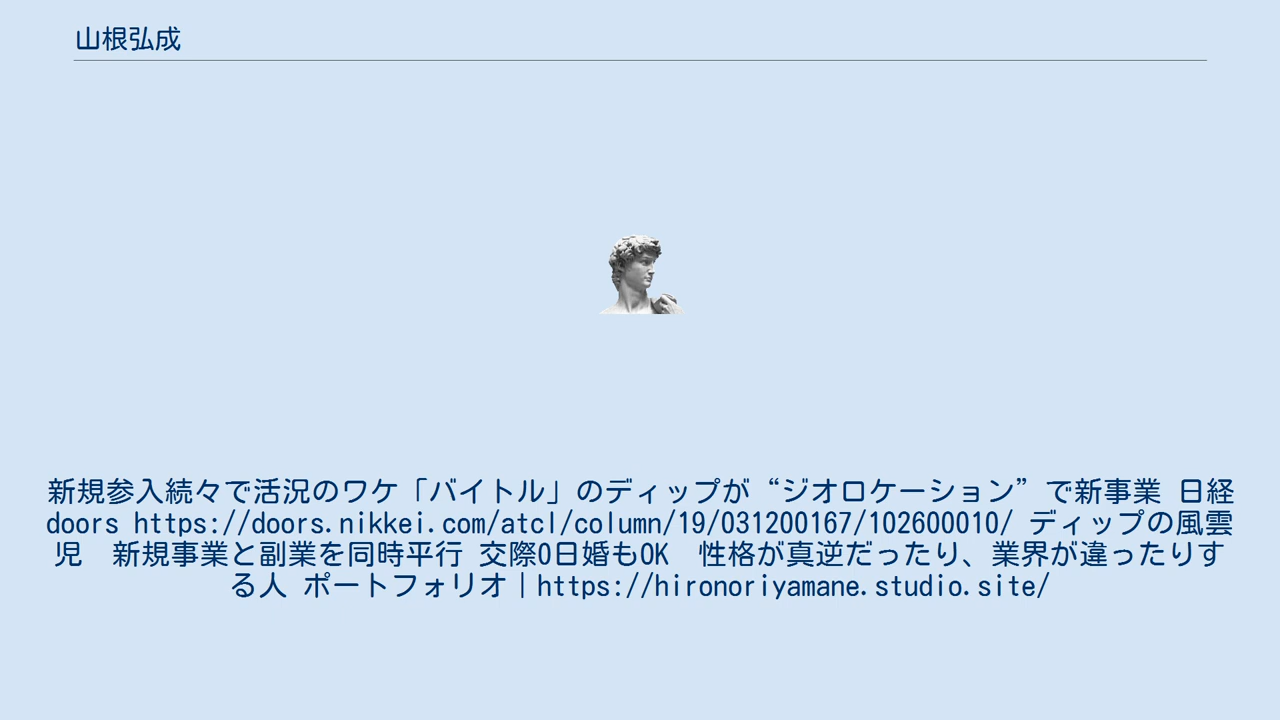 山根弘成
新規参入続々で活況のワケ「バイトル」のディップが“ジオロケーション”で新事業 日経
doors https://doors.nikkei.com/atcl/column/19/031200167/102600010/ ディップの風雲
児　新規事業と副業を同時平行 交際0日婚もOK　性格が真逆だったり、業界が違ったりす
る人 ポートフォリオ｜https://hironoriyamane.studio.site/